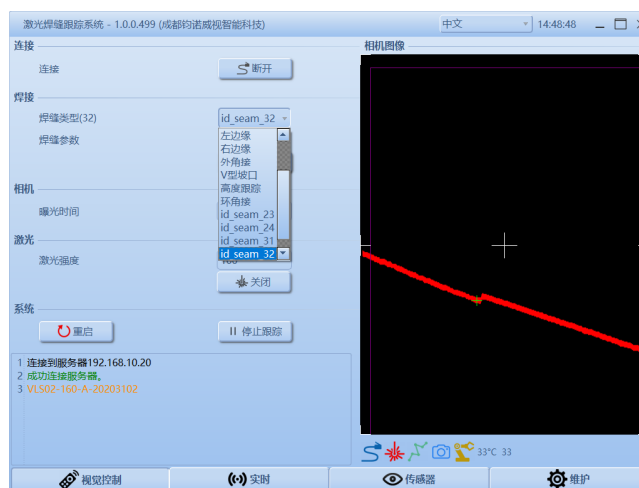 激光焊缝跟踪系统 - 1.0.0.499 (成都钧诺威视智能科技)
中文
14:48:48
连接
连接
断开
焊接
焊缝类型(32)
id_seam_32
焊缝参数
左边缘
右边缘
外角接
V型坡口
高度跟踪
环角接
id_seam_23
id_seam_24
id_seam_31
id_seam_32
相机
曝光时间
激光
激光强度
关闭
系统
重启
停止跟踪
1 连接到服务器192.168.10.20
2 成功连接服务器。
3 VLS02-160-A-20203102
相机图像
33°C 33
视觉控制
实时
传感器
维护